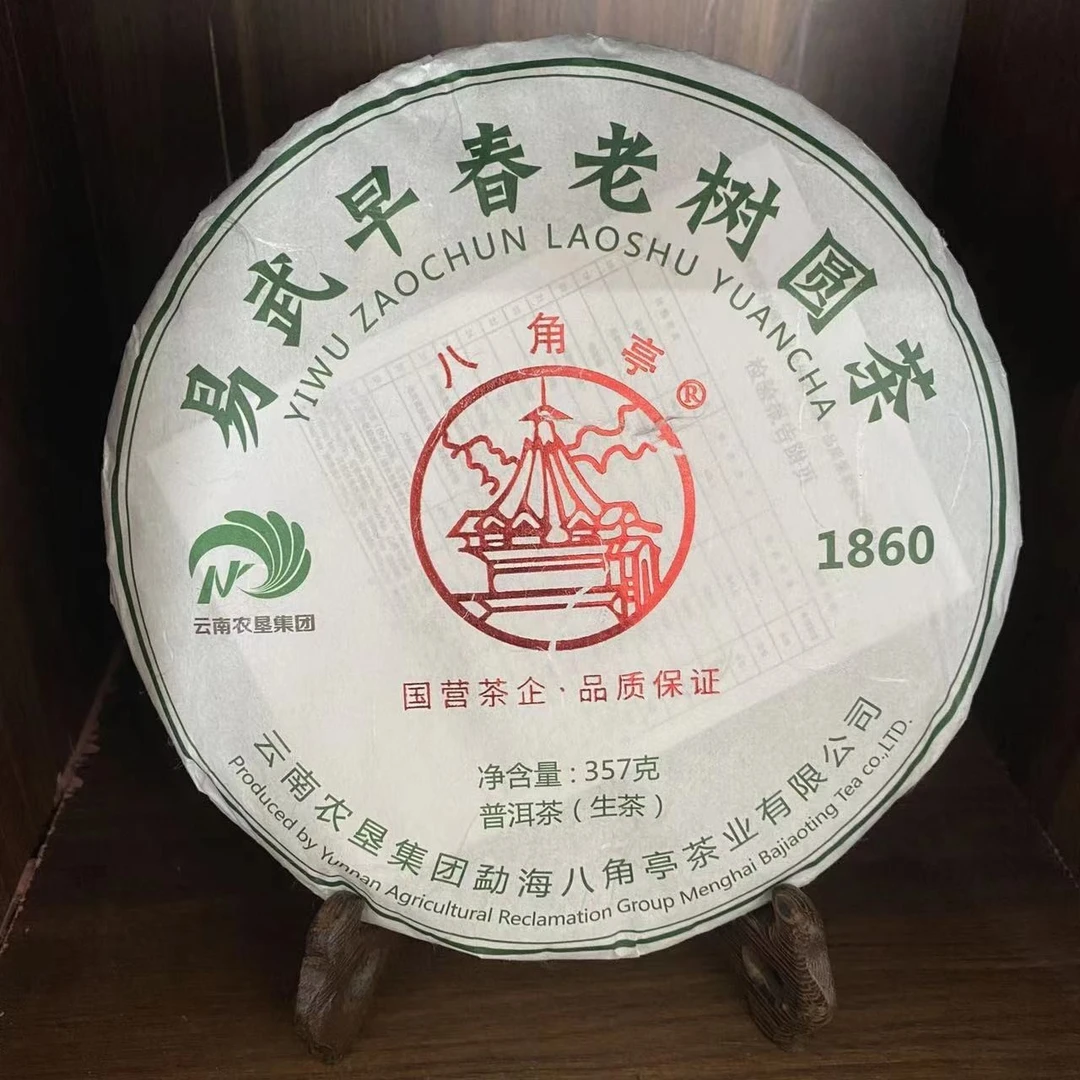 易武早春老树圆茶
YIWU ZAOCHUN LAOSHU YUANCHA
八角亭®
云南农垦集团
1860
国营茶企·品质保证
净含量：357克
普洱茶（生茶）
云南农垦集团勐海八角亭茶业有限公司
Produced by Yunnan Agricultural Reclamation Group Menghai Bajiaoting Tea co.,LTD.